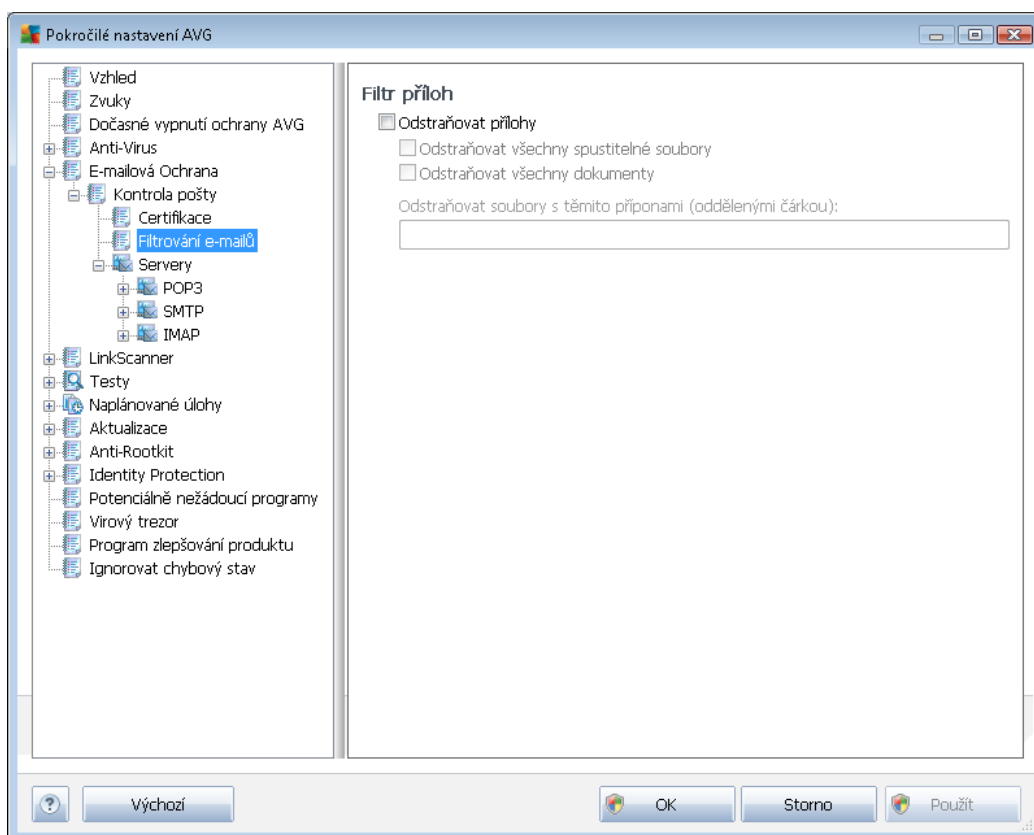 Pokročilé nastavení AVG
Vzhled
Zvuky
Dočasné vypnutí ochrany AVG
Anti-Virus
E-mailová Ochrana
Kontrola pošty
Certifikace
Filtrování e-mailů
Servery
POP3
SMTP
IMAP
LinkScanner
Testy
Naplánované úlohy
Aktualizace
Anti-Rootkit
Identity Protection
Potenciálně nežádoucí programy
Virový trezor
Program zlepšování produktu
Ignorovat chybový stav
Filtr příloh
Odstraňovat přílohy
Odstraňovat všechny spustitelné soubory
Odstraňovat všechny dokumenty
Odstraňovat soubory s těmito příponami (oddělenými čárkou):
?
Výchozí
OK
Storno
Použít